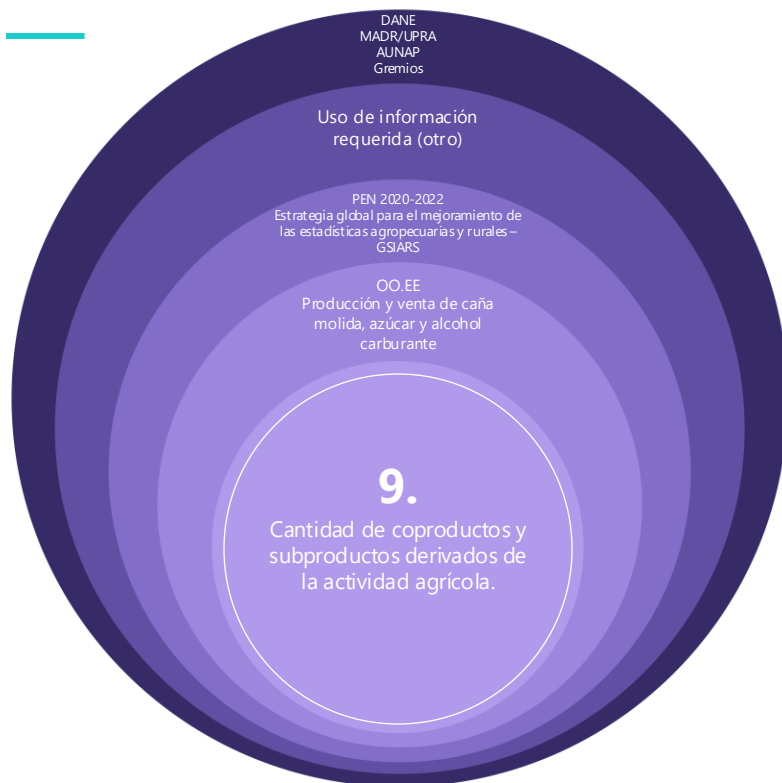 DANE
MADR/UPRA
AUNAP
Gremios
Uso de información
requerida (otro)
PEN 2020-2022
Estrategia global para el mejoramiento de
las estadísticas agropecuarias y rurales –
GSIARS
OO.EE
Producción y venta de caña
molida, azúcar y alcohol
carburante
9.
Cantidad de coproductos y
subproductos derivados de
la actividad agrícola.